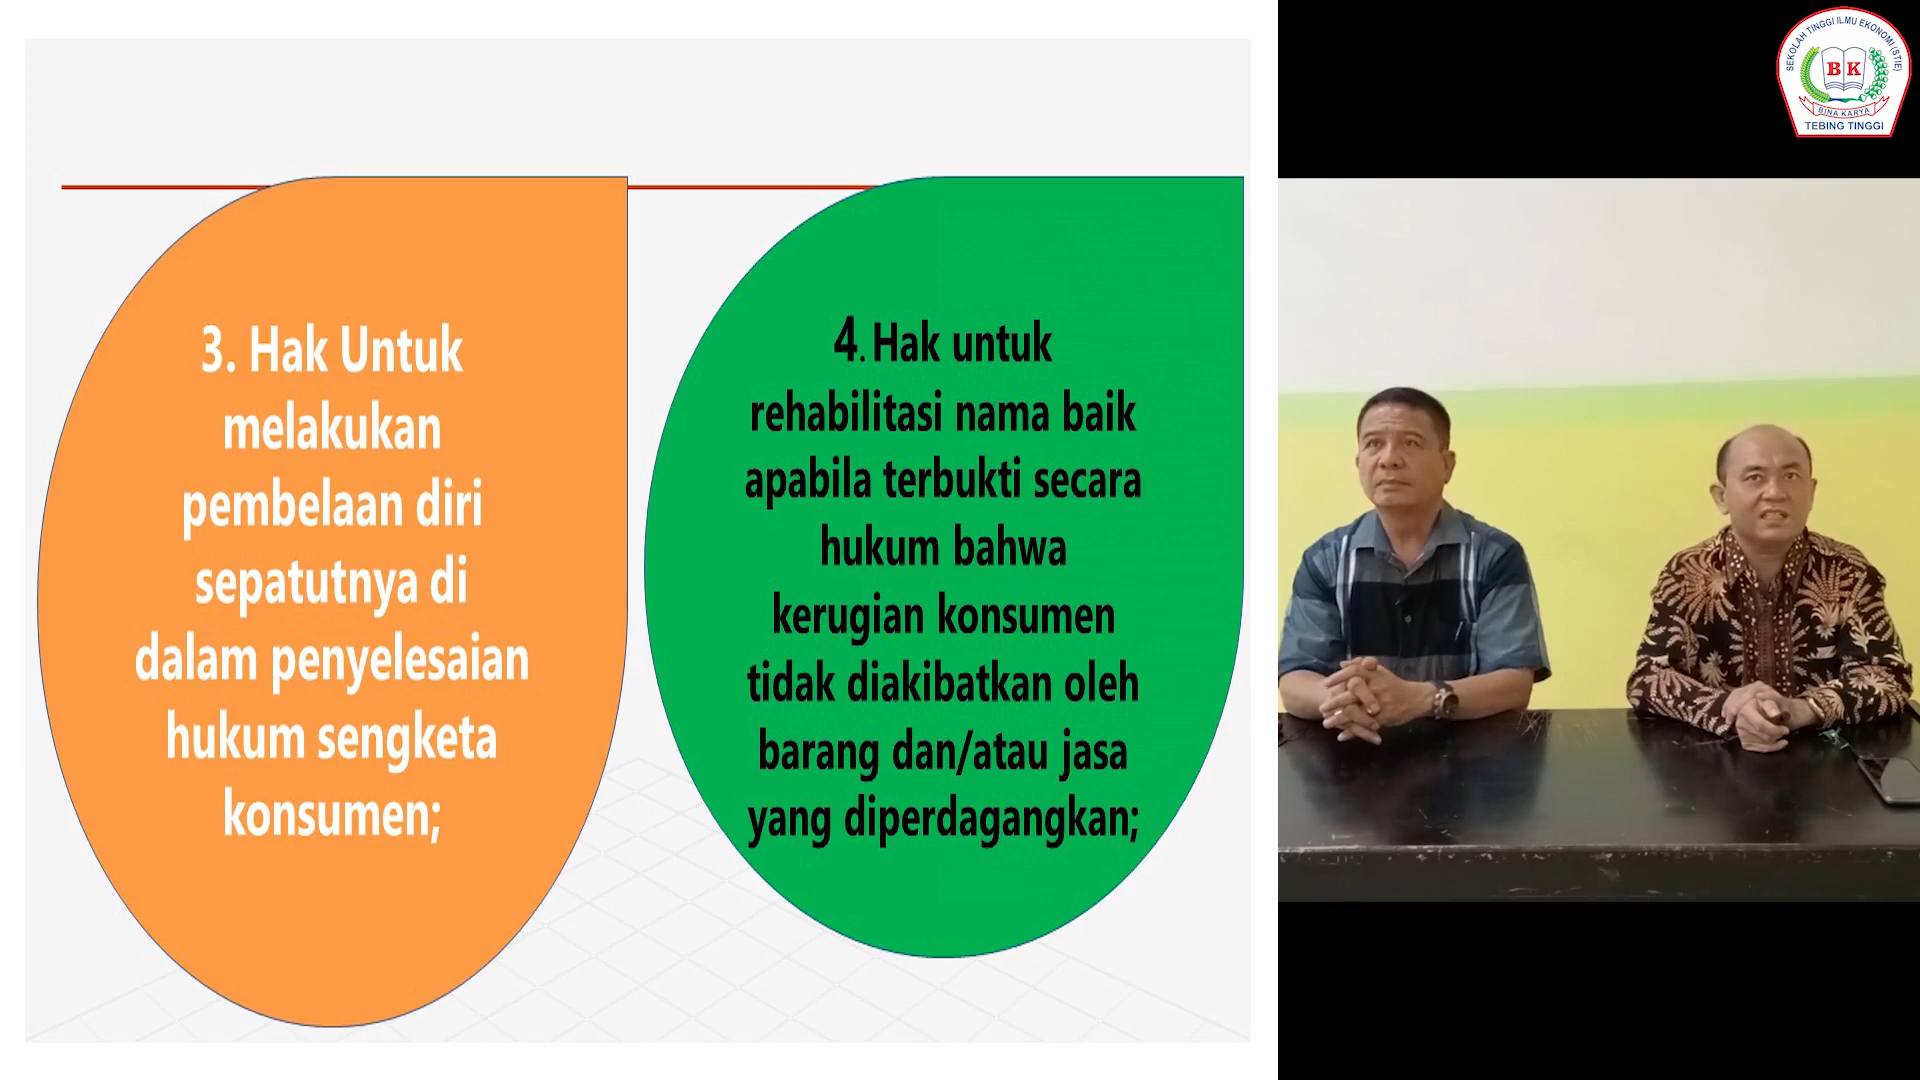 3. Hak Untuk
melakukan
pembelaan diri
sepatutnya di
dalam penyelesaian
hukum sengketa
konsumen;
4. Hak untuk
rehabilitasi nama baik
apabila terbukti secara
hukum bahwa
kerugian konsumen
tidak diakibatkan oleh
barang dan/atau jasa
yang diperdagangkan;
SEKOLAH TINGGI ILMU EKONOMI (STIE)
BK
BINA KARYA
TEBING TINGGI